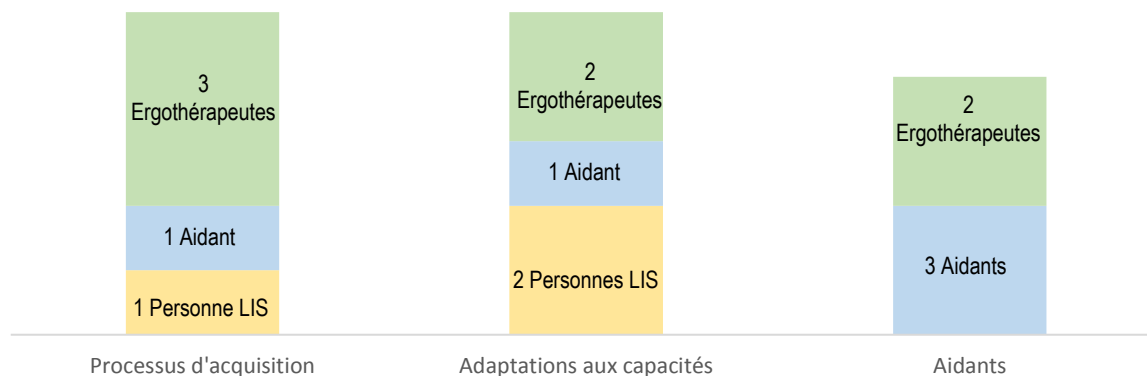 3
Ergothérapeutes
1 Aidant
1 Personne LIS
2
Ergothérapeutes
1 Aidant
2 Personnes LIS
2
Ergothérapeutes
3 Aidants
Processus d'acquisition
Adaptations aux capacités
Aidants